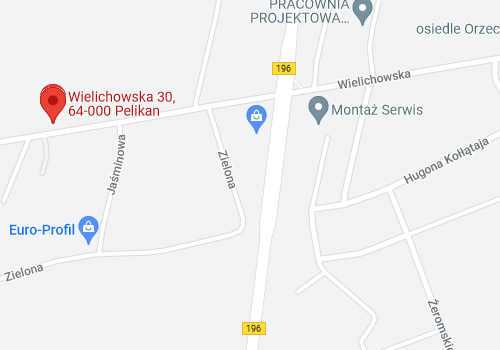 PRACOWNIA
PROJEKTOWA...
osiedle Orzec
196
Wielichowska
Wielichowska 30,
64-000 Pelikan
Montaż Serwis
Jaśminowa
Zielona
Hugona Kołłątaja
Euro-Profil
Zielona
Żeromskie
196